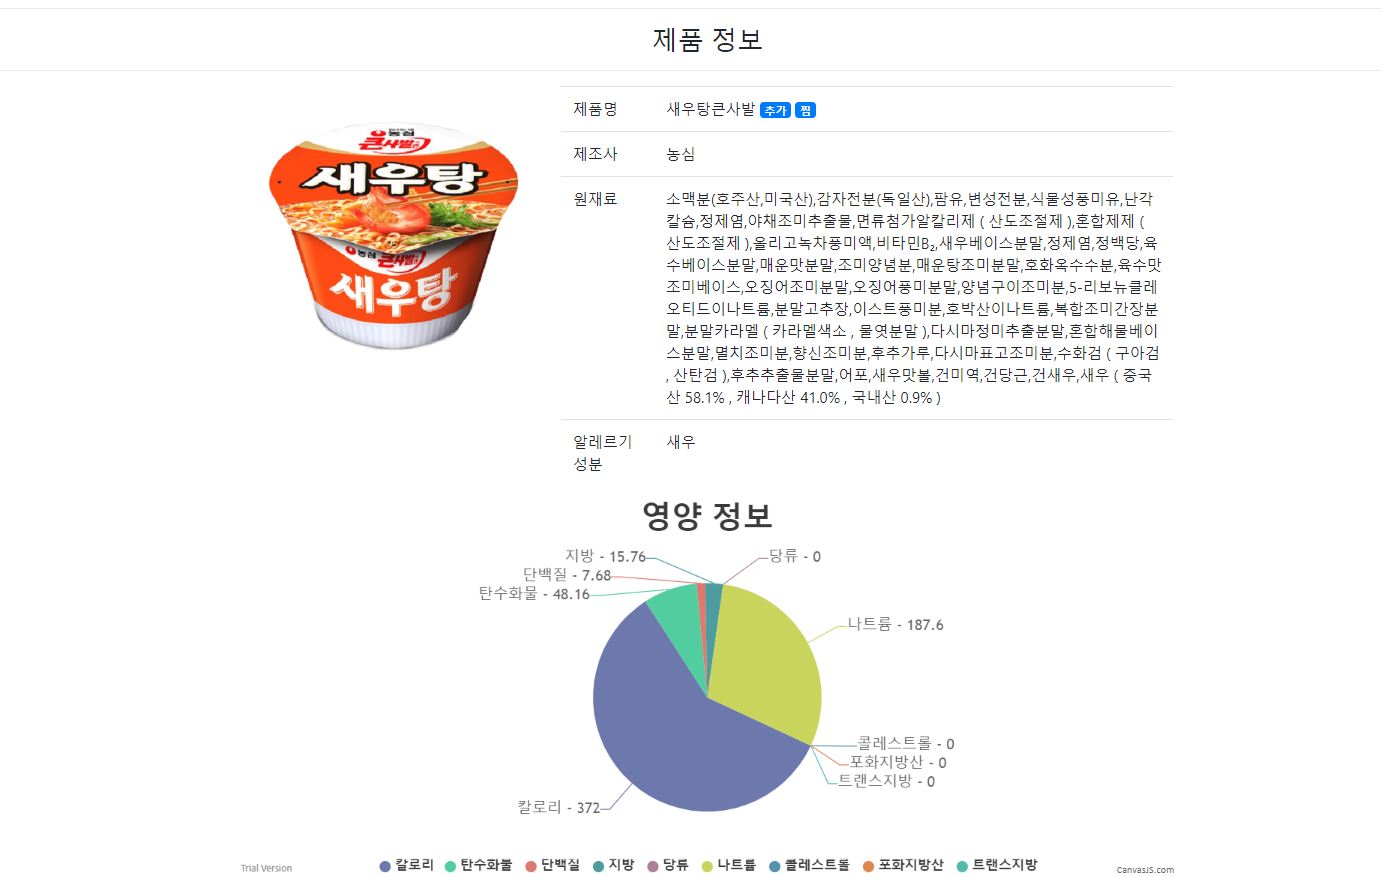 제품 정보
제품명 새우탕큰사발 추가 찜
제조사 농심
원재료 소맥분(호주산,미국산),감자전분(독일산),팜유,변성전분,식물성풍미유,난각
칼슘,정제염,야채조미추출물,면류첨가알칼리제 ( 산도조절제 ),혼합제제 (
산도조절제 ),올리고녹차풍미액,비타민B₂,새우베이스분말,정제염,정백당,육
수베이스분말,매운맛분말,조미양념분,매운탕조미분말,호화옥수수분,육수맛
조미베이스,오징어조미분말,오징어풍미분말,양념구이조미분,5-리보뉴클레
오티드이나트륨,분말고추장,이스트풍미분,호박산이나트륨,복합조미간장분
말,분말카라멜 ( 카라멜색소 , 물엿분말 ),다시마정미추출분말,혼합해물베이
스분말,멸치조미분,향신조미분,후추가루,다시마표고조미분,수화검 ( 구아검
, 산탄검 ),후추추출물분말,어포,새우맛볼,건미역,건당근,건새우,새우 ( 중국
산 58.1% , 캐나다산 41.0% , 국내산 0.9% )
알레르기 새우
성분
농심
큰사발면
새우탕
농심
큰사발면
새우탕
영양 정보
지방 - 15.76
당류 - 0
단백질 - 7.68
탄수화물 - 48.16
나트륨 - 187.6
콜레스트롤 - 0
포화지방산 - 0
트랜스지방 - 0
칼로리 - 372
칼로리 탄수화물 단백질 지방 당류 나트륨 콜레스트롤 포화지방산 트랜스지방
Trial Version
CanvasJS.com